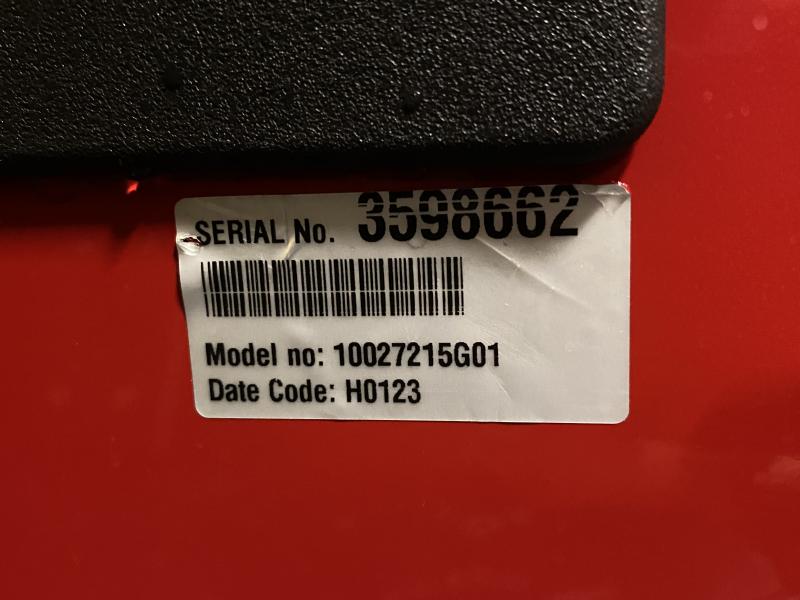 SERIAL No. 3598662
Model no: 10027215G01
Date Code: H0123